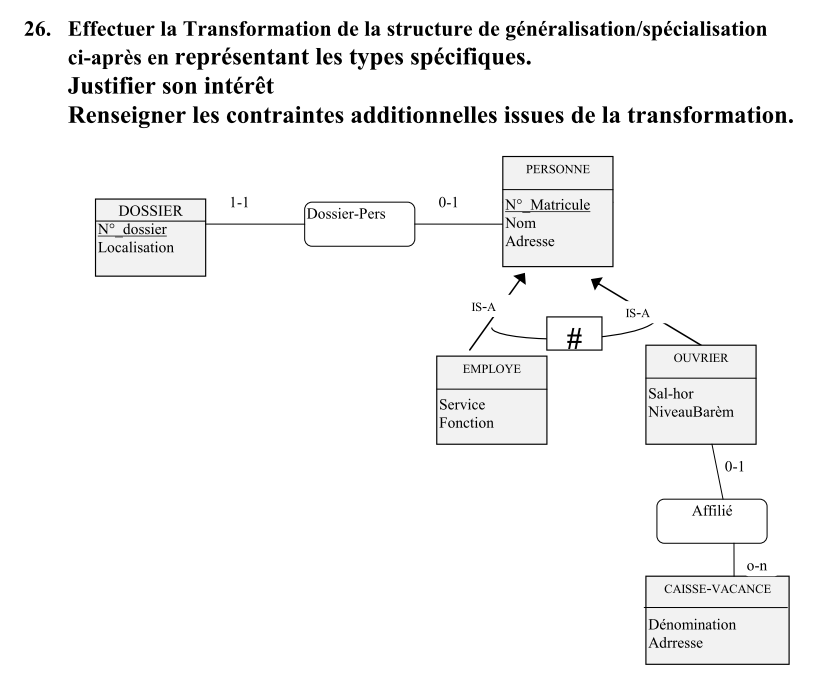 26. Effectuer la Transformation de la structure de généralisation/spécialisation
ci-après en représentant les types spécifiques.
Justifier son intérêt
Renseigner les contraintes additionnelles issues de la transformation.
PERSONNE
N°_Matricule
Nom
Adresse
DOSSIER
N°_dossier
Localisation
1-1
Dossier-Pers
0-1
IS-A
IS-A
#
EMPLOYE
Service
Fonction
OUVRIER
Sal-hor
NiveauBarèm
0-1
Affilié
o-n
CAISSE-VACANCE
Dénomination
Adrresse